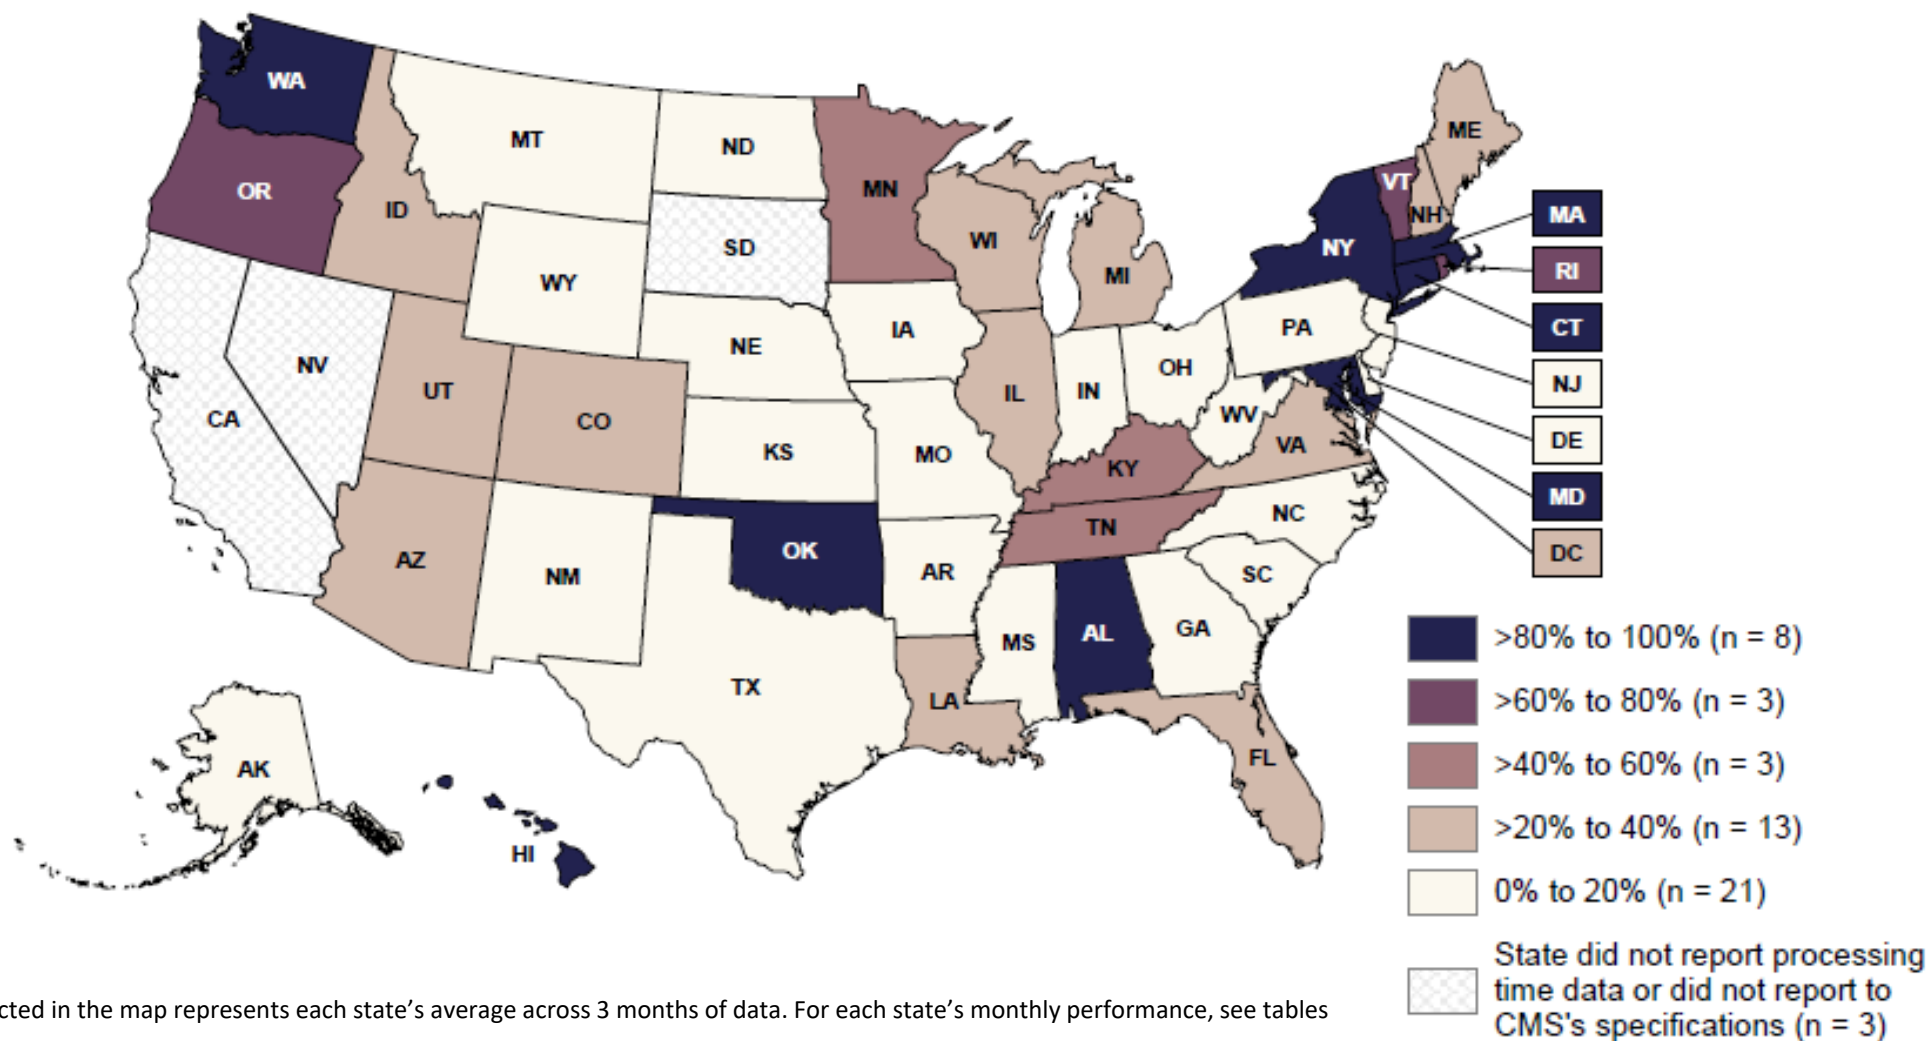 WA
MT
ND
ME
OR
ID
MN
VT
NH
MA
SD
WI
NY
RI
WY
MI
CT
IA
PA
NE
NV
OH
NJ
UT
IL
IN
CA
CO
WV
DE
KS
MO
VA
KY
MD
NC
TN
DC
AZ
OK
NM
AR
SC
MS
AL
GA
TX
LA
FL
AK
HI
>80% to 100% (n = 8)
>60% to 80% (n = 3)
>40% to 60% (n = 3)
>20% to 40% (n = 13)
0% to 20% (n = 21)
State did not report processing
time data or did not report to
CMS's specifications (n = 3)
cted in the map represents each state’s average across 3 months of data. For each state’s monthly performance, see tables